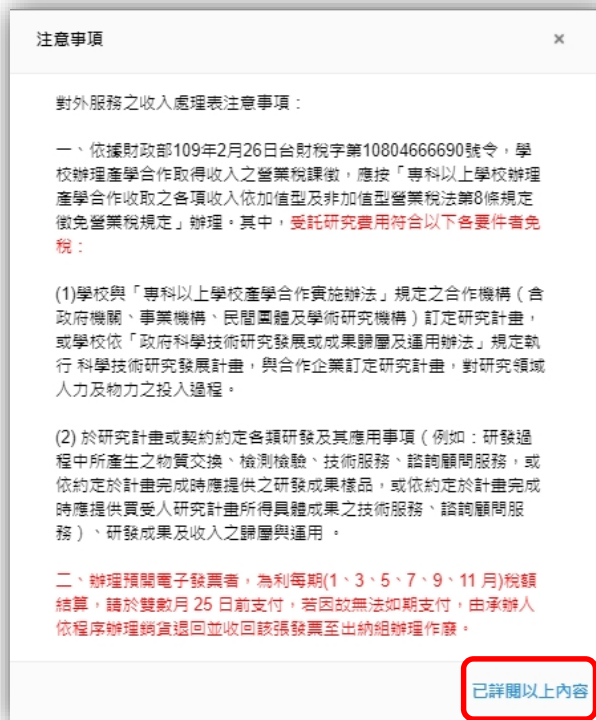 注意事項
×
對外服務之收入處理表注意事項：
一、依據財政部109年2月26日台財稅字第10804666690號令，學
校辦理產學合作取得收入之營業稅課徵，應按「專科以上學校辦理
產學合作收取之各項收入依加值型及非加值型營業稅法第8條規定
徵免營業稅規定」辦理。其中，受託研究費用符合以下各要件者免
稅：
(1)學校與「專科以上學校產學合作實施辦法」規定之合作機構（含
政府機關、事業機構、民間團體及學術研究機構）訂定研究計畫，
或學校依「政府科學技術研究發展或成果歸屬及運用辦法」規定執
行 科學技術研究發展計畫，與合作企業訂定研究計畫，對研究領域
人力及物力之投入過程。
(2) 於研究計畫或契約約定各類研發及其應用事項（例如：研發過
程中所產生之物質交換、檢測檢驗、技術服務、諮詢顧問服務，或
依約定於計畫完成時應提供之研發成果樣品，或依約定於計畫完成
時應提供買受人研究計畫所得具體成果之技術服務、諮詢顧問服
務）、研發成果及收入之歸屬與運用 。
二、辦理預開電子發票者，為利每期(1、3、5、7、9、11 月)稅額
結算，請於雙數月 25 日前支付，若因故無法如期支付，由承辦人
依程序辦理銷貨退回並收回該張發票至出納組辦理作廢。
已詳閱以上內容